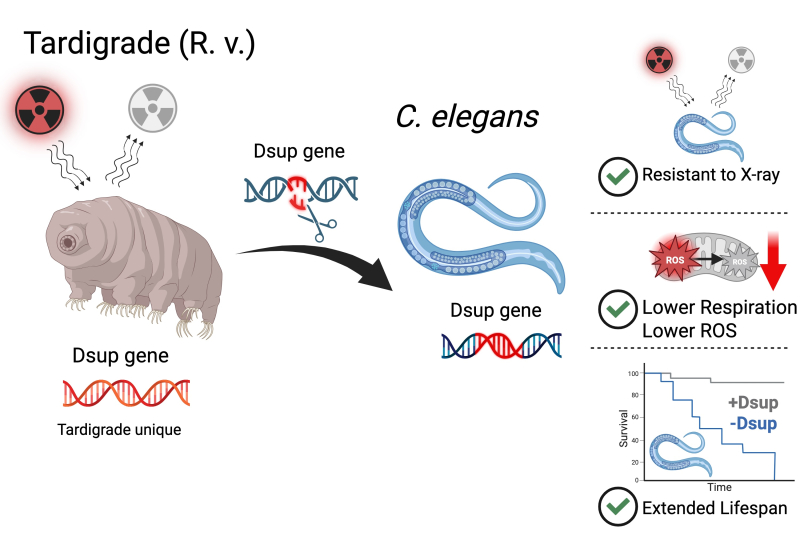 Tardigrade (R. v.)
Dsup gene
Tardigrade unique
Dsup gene
C. elegans
Dsup gene
Resistant to X-ray
ROS
ROS
Lower Respiration
Lower ROS
100
80
60
40
20
0
Survival
+Dsup
-Dsup
Time
Extended Lifespan